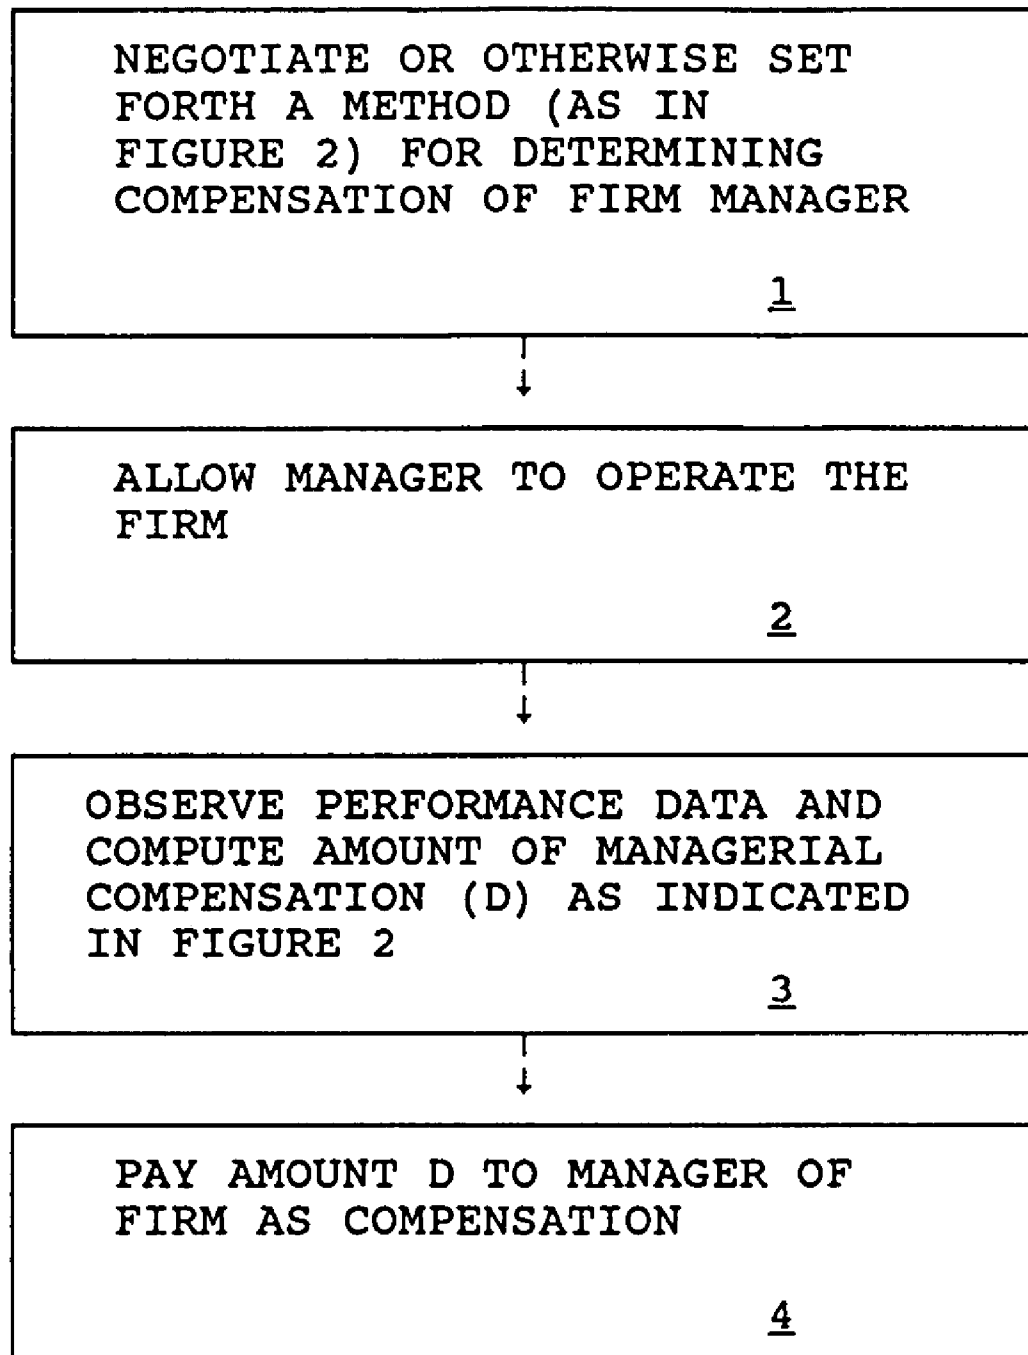 NEGOTIATE OR OTHERWISE SET
FORTH A METHOD (AS IN
FIGURE 2) FOR DETERMINING
COMPENSATION OF FIRM MANAGER
1
ALLOW MANAGER TO OPERATE THE
FIRM
2
OBSERVE PERFORMANCE DATA AND
COMPUTE AMOUNT OF MANAGERIAL
COMPENSATION (D) AS INDICATED
IN FIGURE 2
3
PAY AMOUNT D TO MANAGER OF
FIRM AS COMPENSATION
4